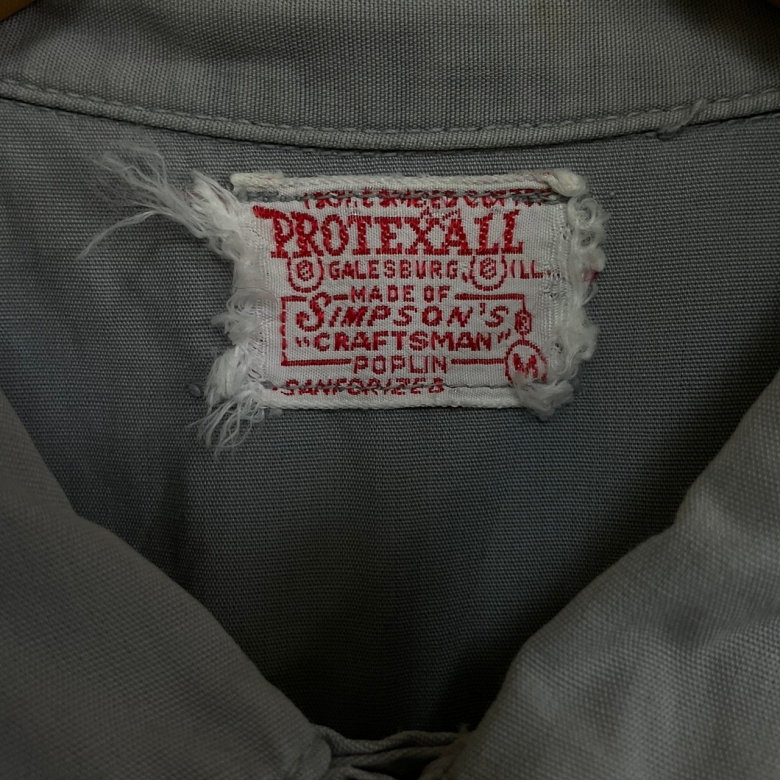 PROTEXALL
® GALESBURG, ® ILL.
MADE OF
SIMPSON'S ®
"CRAFTSMAN"
POPLIN M
SANFORIZED